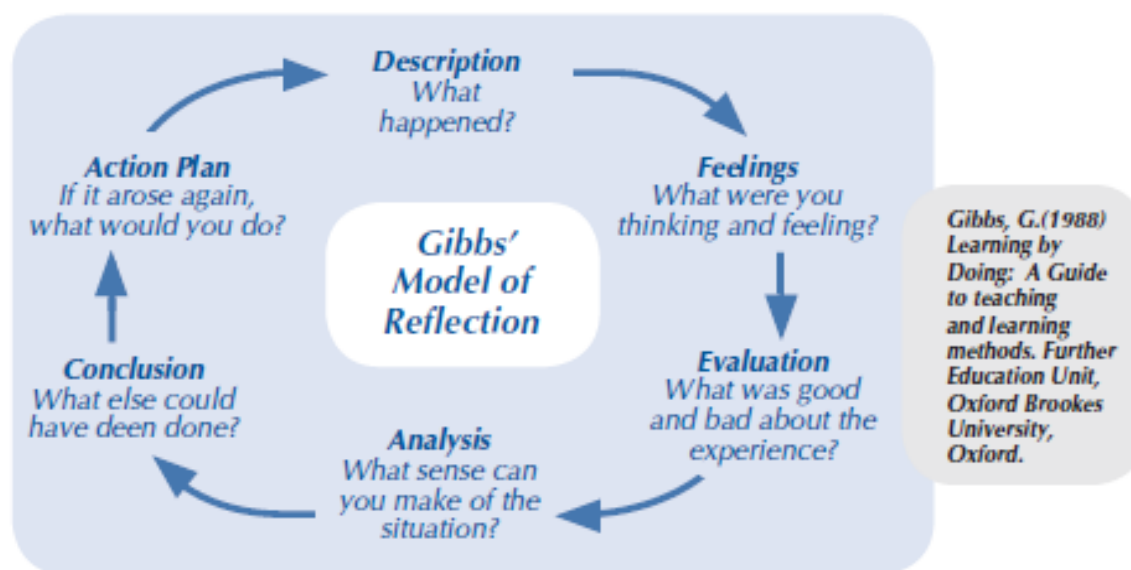 Description
What
happened?
Feelings
What were you
thinking and feeling?
Evaluation
What was good
and bad about the
experience?
Analysis
What sense can
you make of the
situation?
Conclusion
What else could
have deen done?
Action Plan
If it arose again,
what would you do?
Gibbs'
Model of
Reflection
Gibbs, G.(1988)
Learning by
Doing: A Guide
to teaching
and learning
methods. Further
Education Unit,
Oxford Brookes
University,
Oxford.